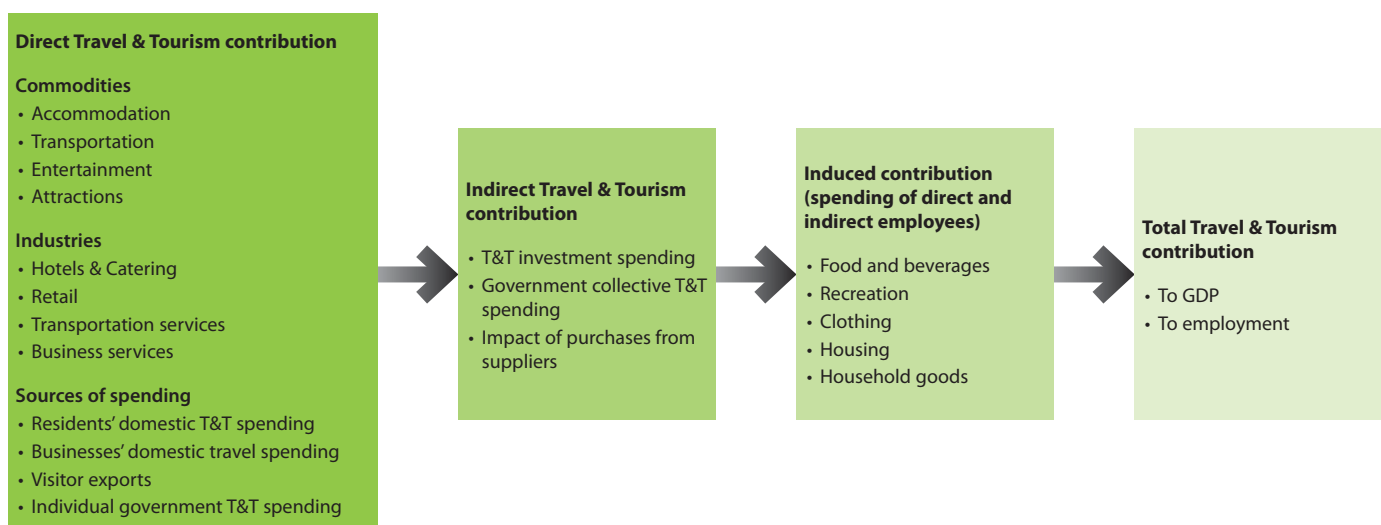 Direct Travel & Tourism contribution
Commodities
• Accommodation
• Transportation
• Entertainment
• Attractions
Industries
• Hotels & Catering
• Retail
• Transportation services
• Business services
Sources of spending
• Residents’ domestic T&T spending
• Businesses’ domestic travel spending
• Visitor exports
• Individual government T&T spending
Indirect Travel & Tourism
contribution
• T&T investment spending
• Government collective T&T
spending
• Impact of purchases from
suppliers
Induced contribution
(spending of direct and
indirect employees)
• Food and beverages
• Recreation
• Clothing
• Housing
• Household goods
Total Travel & Tourism
contribution
• To GDP
• To employment